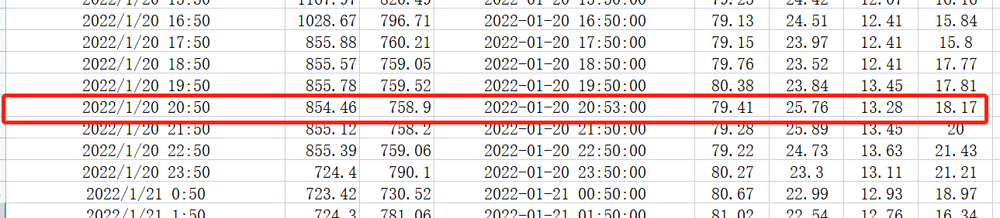 2022/1/20 15:50 1167.97 820.49 2022-01-20 15:50:00 79.25 24.42 12.07 16.16
2022/1/20 16:50 1028.67 796.71 2022-01-20 16:50:00 79.13 24.51 12.41 15.84
2022/1/20 17:50 855.88 760.21 2022-01-20 17:50:00 79.15 23.97 12.41 15.8
2022/1/20 18:50 855.57 759.05 2022-01-20 18:50:00 79.76 23.52 12.41 17.77
2022/1/20 19:50 855.78 759.52 2022-01-20 19:50:00 80.38 23.84 13.45 17.81
2022/1/20 20:50 854.46 758.9 2022-01-20 20:53:00 79.41 25.76 13.28 18.17
2022/1/20 21:50 855.12 758.2 2022-01-20 21:50:00 79.28 25.89 13.45 20
2022/1/20 22:50 855.39 759.06 2022-01-20 22:50:00 79.22 24.73 13.63 21.43
2022/1/20 23:50 724.4 790.1 2022-01-20 23:50:00 80.27 23.3 13.11 21.21
2022/1/21 0:50 723.42 730.52 2022-01-21 00:50:00 80.67 22.99 12.93 18.97
2022/1/21 1:50 724.3 781.06 2022-01-21 01:50:00 81.02 22.54 12.76 16.34